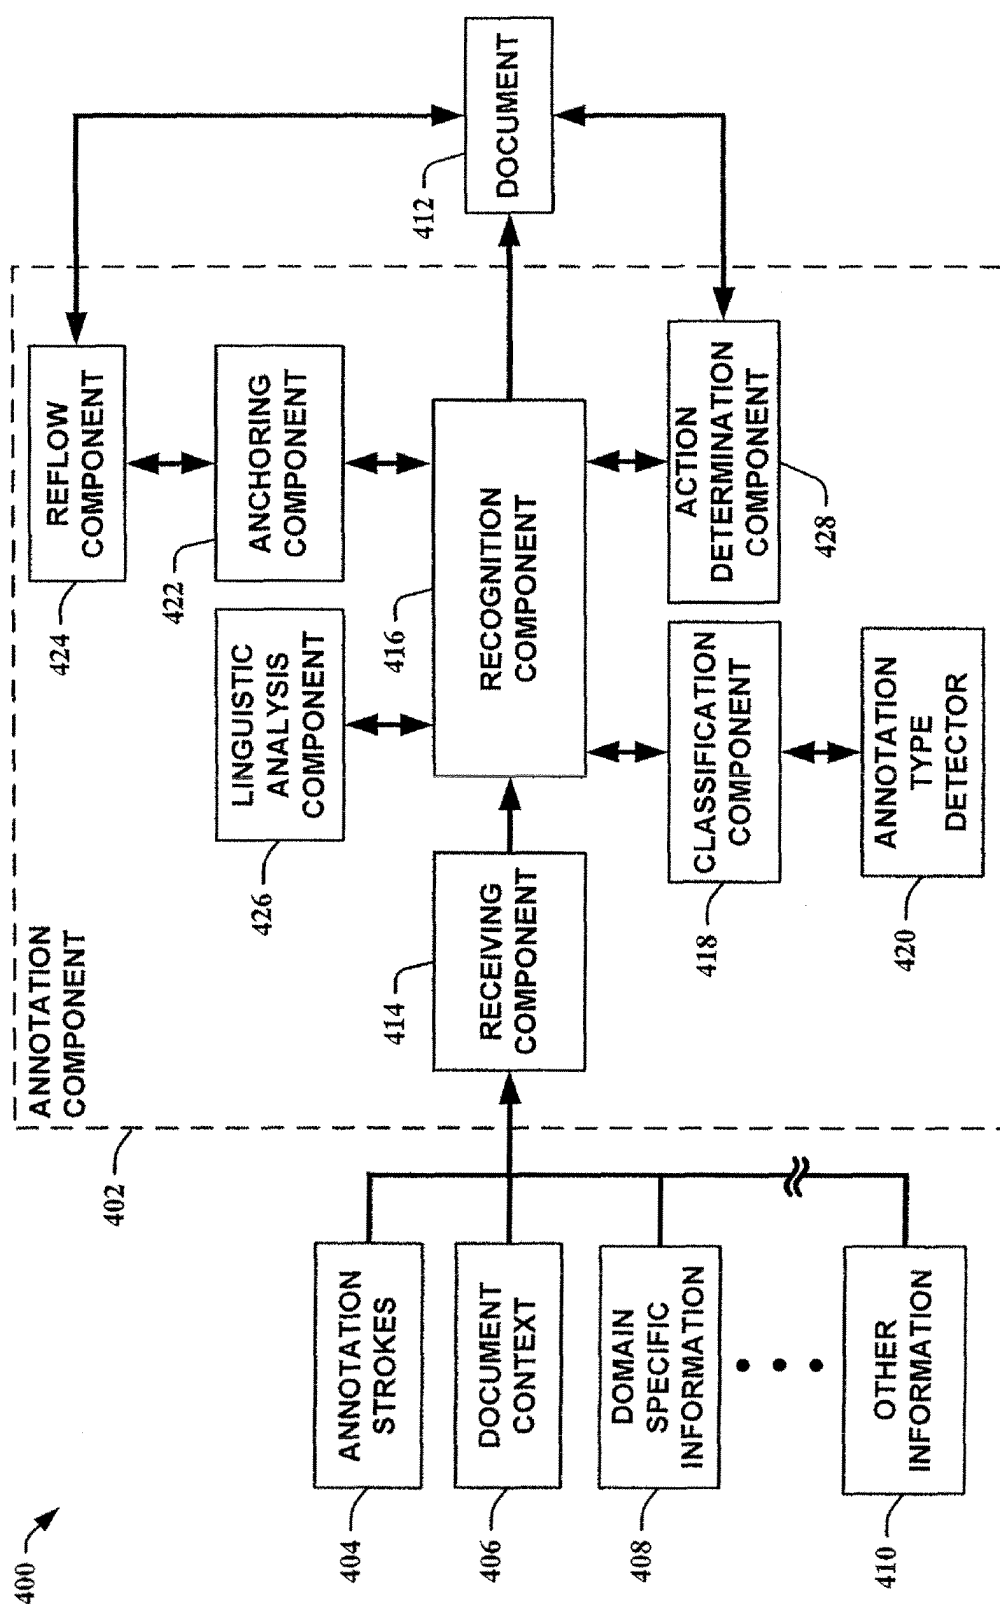 400
ANNOTATION
COMPONENT
402
ANNOTATION
STROKES
404
DOCUMENT
CONTEXT
406
DOMAIN
SPECIFIC
INFORMATION
408
OTHER
INFORMATION
410
RECEIVING
COMPONENT
414
RECOGNITION
COMPONENT
416
LINGUISTIC
ANALYSIS
COMPONENT
426
ANCHORING
COMPONENT
422
REFLOW
COMPONENT
424
CLASSIFICATION
COMPONENT
418
ANNOTATION
TYPE
DETECTOR
420
ACTION
DETERMINATION
COMPONENT
428
DOCUMENT
412